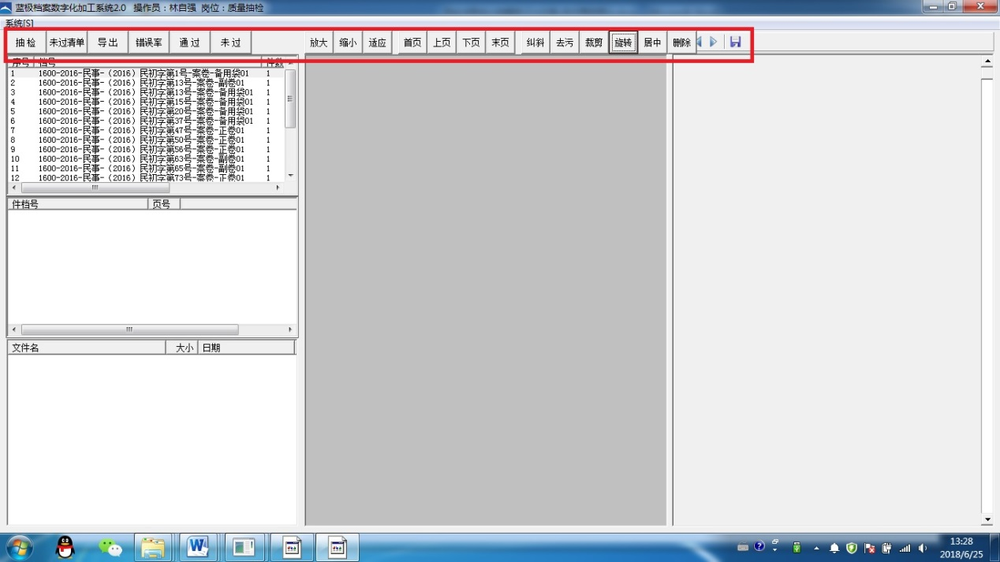 蓝极档案数字化加工系统2.0 操作员：林自强 岗位：质量抽检
系统[S]
抽检 未过清单 导出 错误率 通过 未过 放大 缩小 适应 首页 上页 下页 末页 纠斜 去污 裁剪 旋转 居中 删除
序号 档号 件数
1 1600-2016-民事-（2016）民初字第1号-案卷-备用袋01 1
2 1600-2016-民事-（2016）民初字第13号-案卷-副卷01 1
3 1600-2016-民事-（2016）民初字第13号-案卷-备用袋01 1
4 1600-2016-民事-（2016）民初字第15号-案卷-备用袋01 1
5 1600-2016-民事-（2016）民初字第20号-案卷-备用袋01 1
6 1600-2016-民事-（2016）民初字第37号-案卷-备用袋01 1
7 1600-2016-民事-（2016）民初字第47号-案卷-正卷01 1
8 1600-2016-民事-（2016）民初字第50号-案卷-正卷01 1
9 1600-2016-民事-（2016）民初字第56号-案卷-正卷01 1
10 1600-2016-民事-（2016）民初字第63号-案卷-副卷01 1
11 1600-2016-民事-（2016）民初字第65号-案卷-副卷01 1
12 1600-2016-民事-（2016）民初字第73号-案卷-正卷01 1
件档号 页号
文件名 大小 日期
13:28
2018/6/25